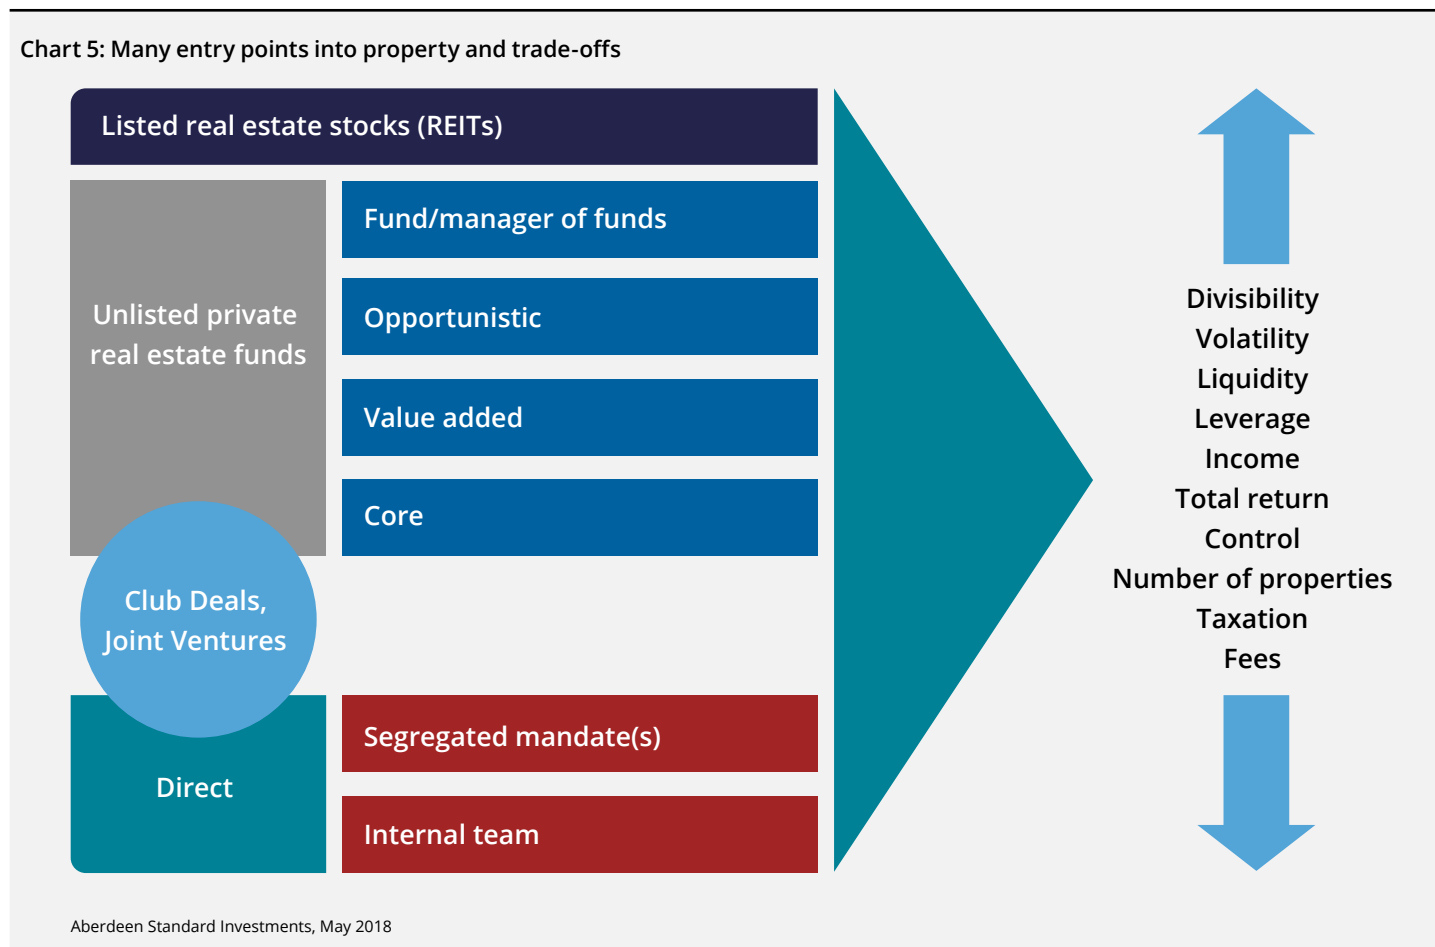 Chart 5: Many entry points into property and trade-offs
Listed real estate stocks (REITs)
Unlisted private
real estate funds
Fund/manager of funds
Opportunistic
Value added
Core
Club Deals,
Joint Ventures
Direct
Segregated mandate(s)
Internal team
Divisibility
Volatility
Liquidity
Leverage
Income
Total return
Control
Number of properties
Taxation
Fees
Aberdeen Standard Investments, May 2018